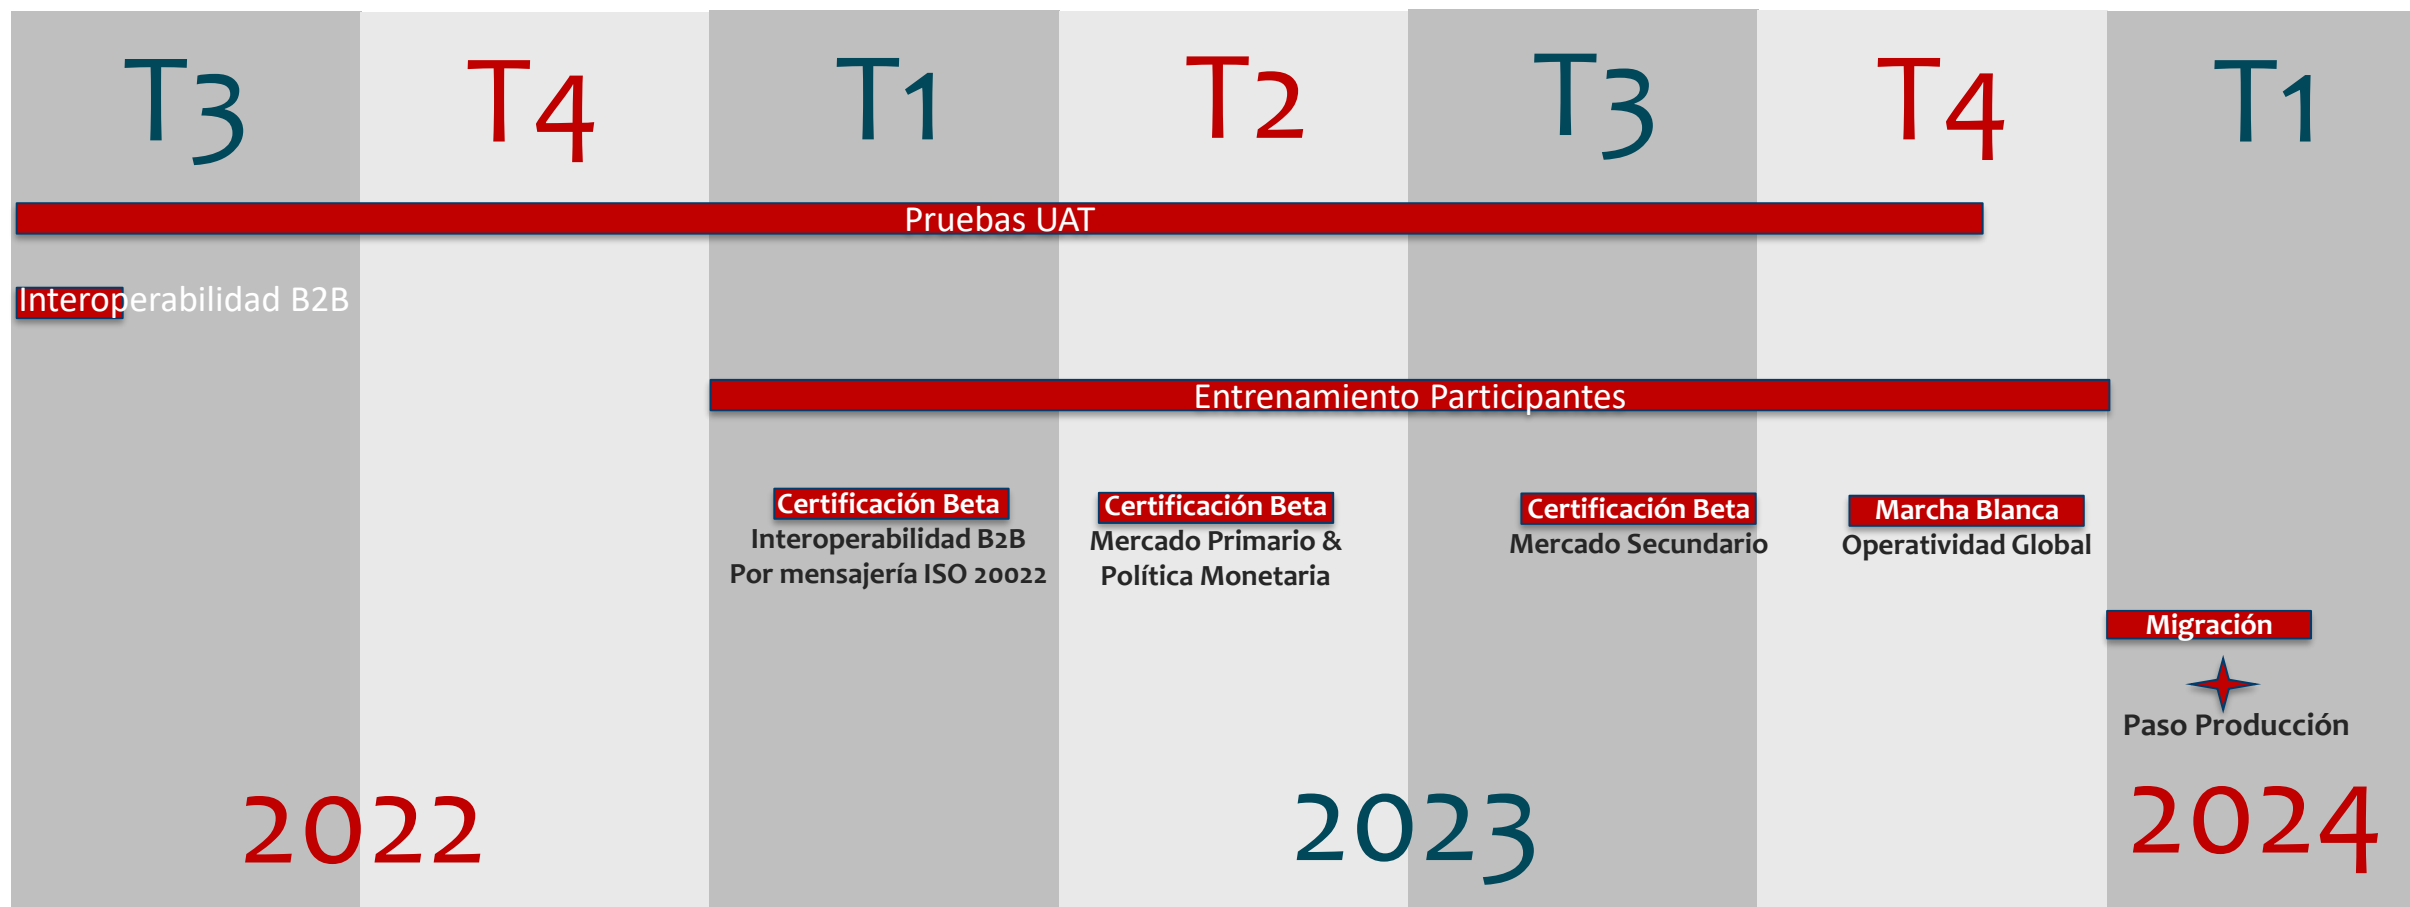 T3
T4
T1
T2
T3
T4
T1
Pruebas UAT
Interoperabilidad B2B
Entrenamiento Participantes
Certificación Beta
Interoperabilidad B2B
Por mensajería ISO 20022
Certificación Beta
Mercado Primario &
Política Monetaria
Certificación Beta
Mercado Secundario
Marcha Blanca
Operatividad Global
Migración
Paso Producción
2022
2023
2024